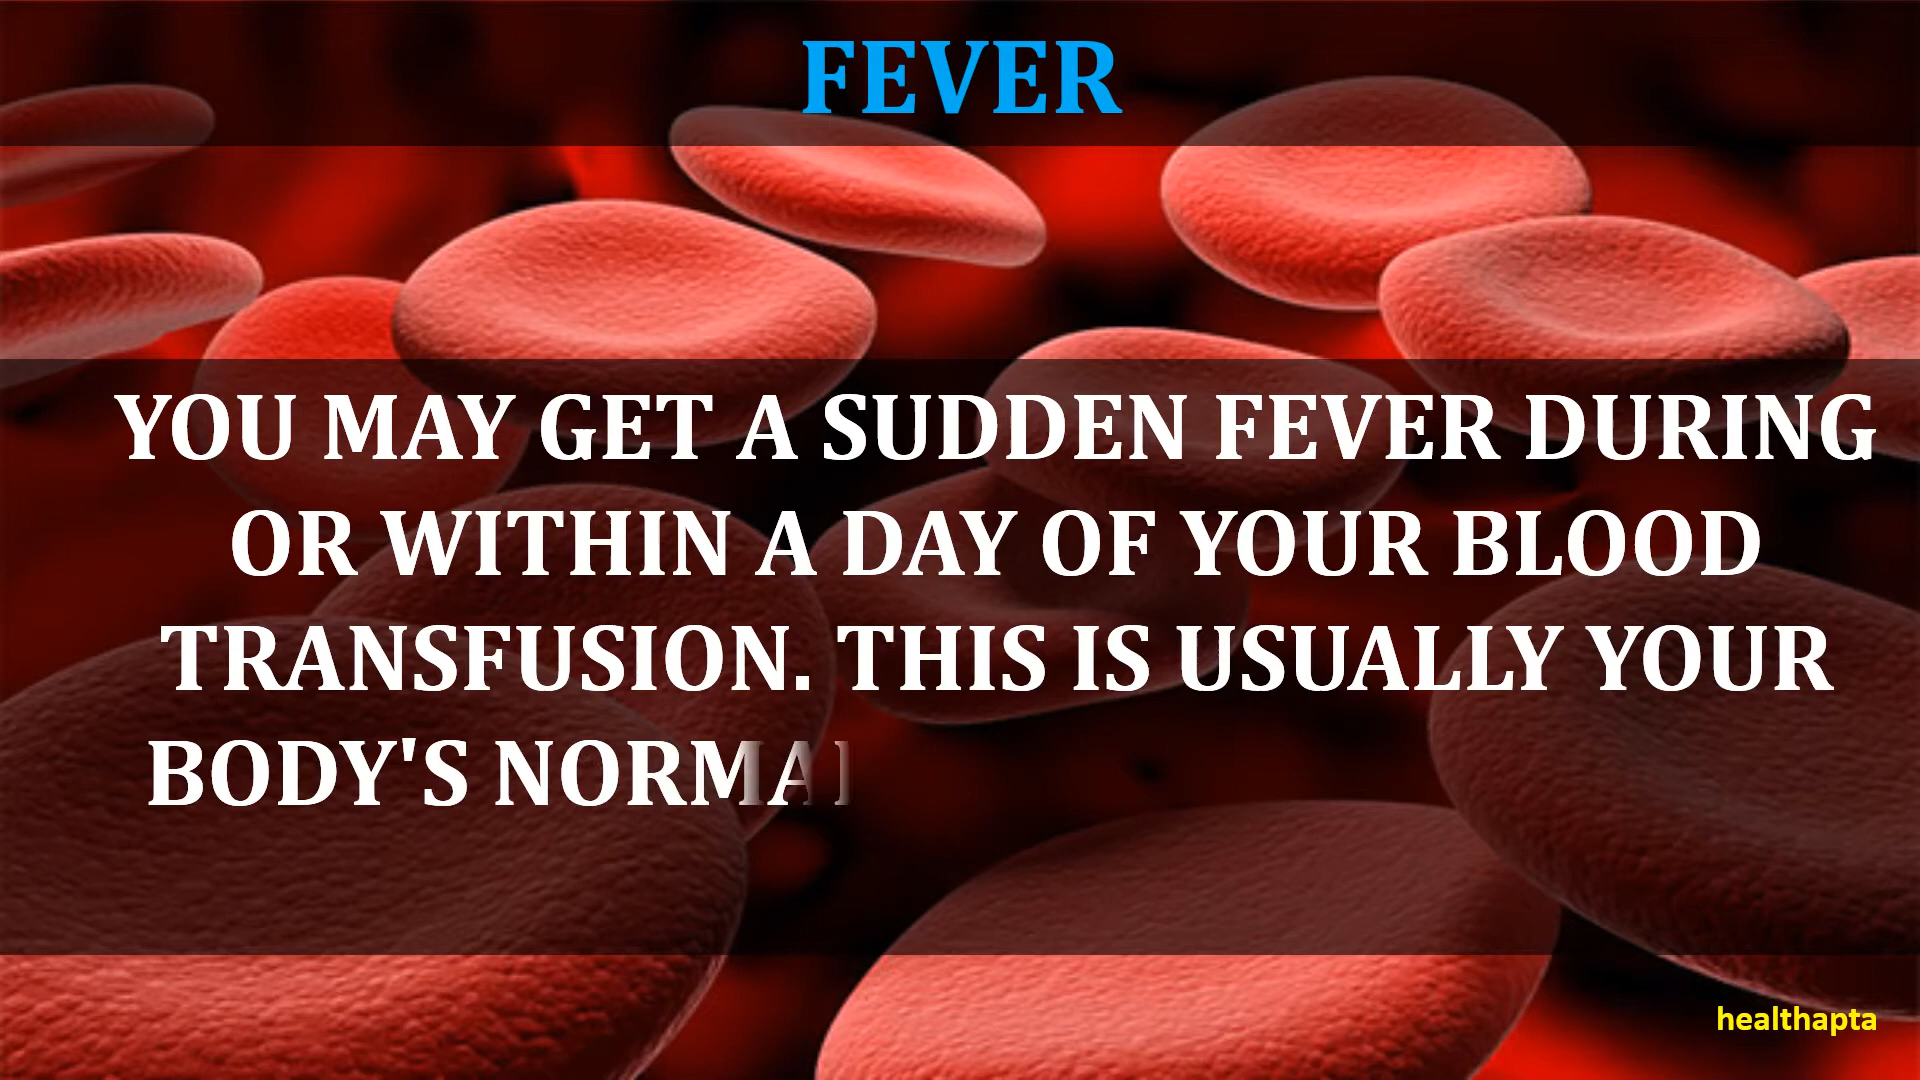 FEVER
YOU MAY GET A SUDDEN FEVER DURING
OR WITHIN A DAY OF YOUR BLOOD
TRANSFUSION. THIS IS USUALLY YOUR
BODY'S NORMAL
healthapta